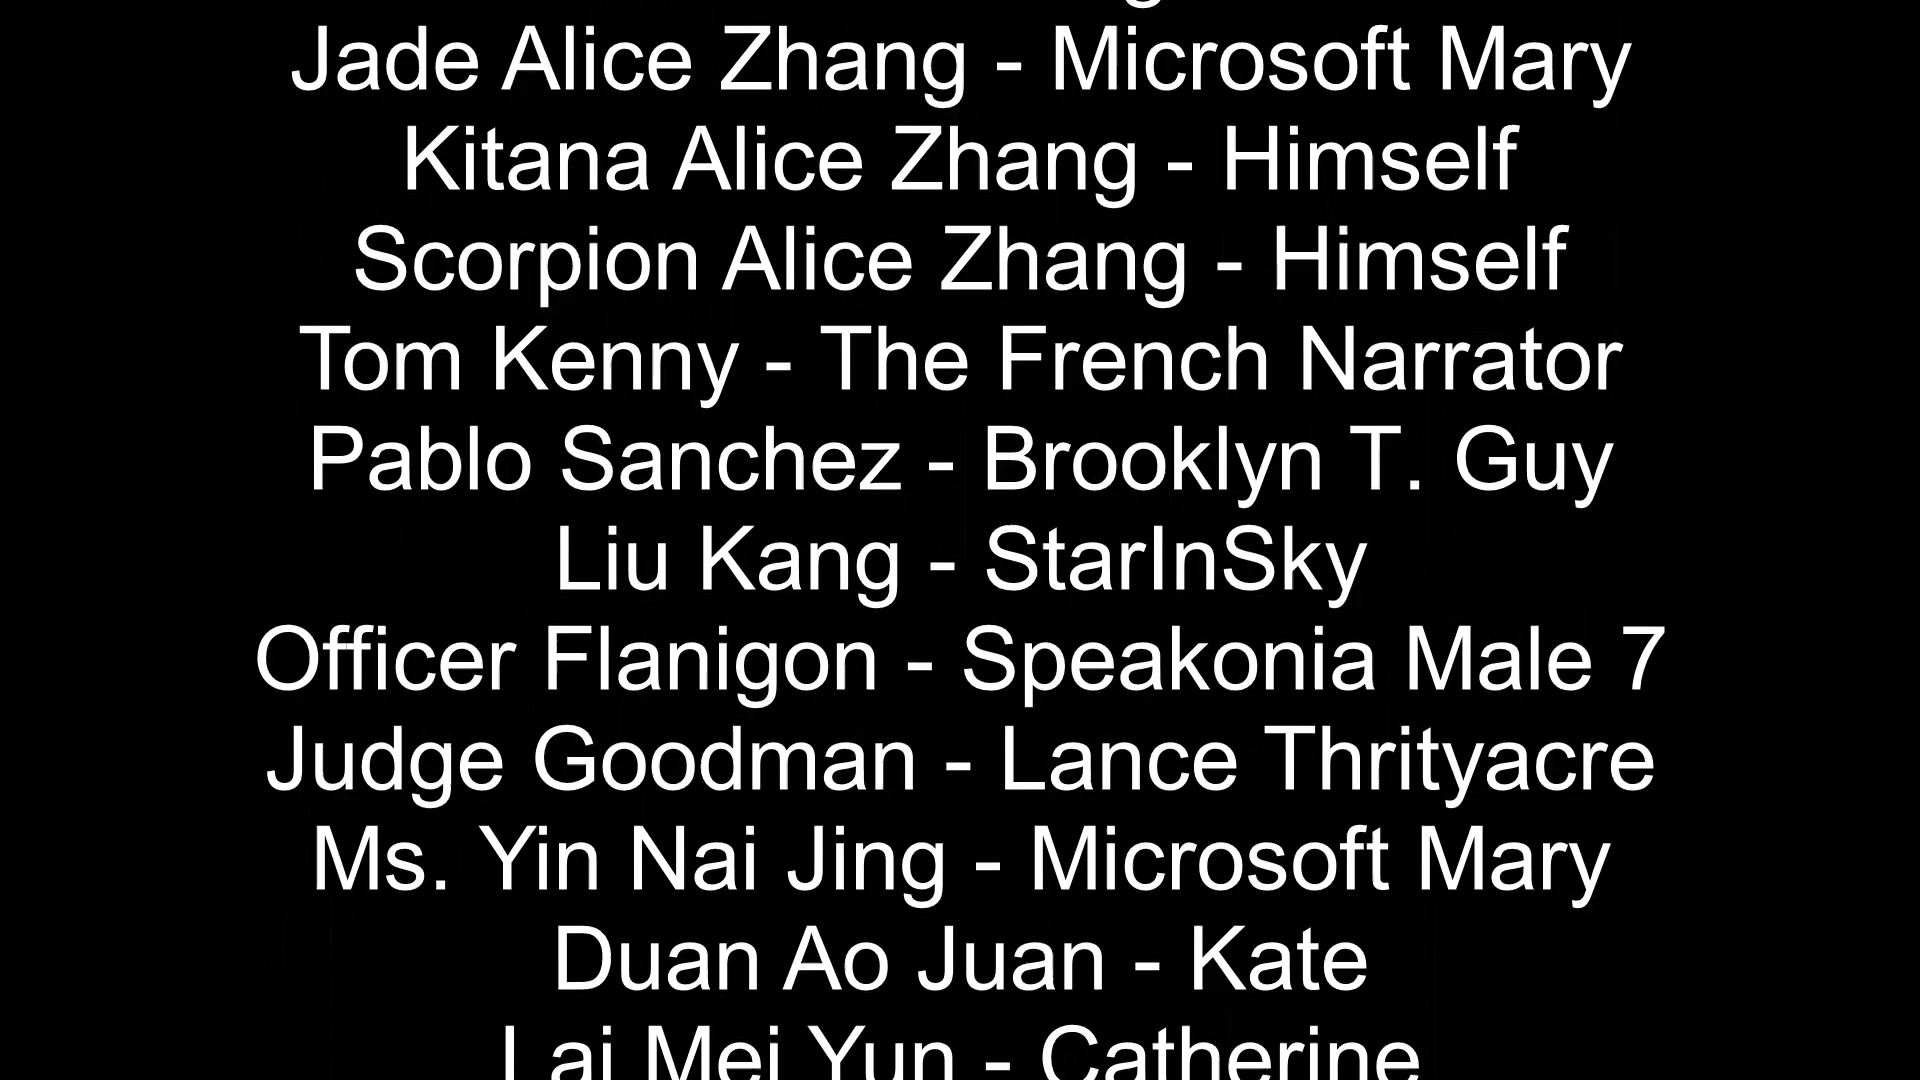 Jade Alice Zhang - Microsoft Mary
Kitana Alice Zhang - Himself
Scorpion Alice Zhang - Himself
Tom Kenny - The French Narrator
Pablo Sanchez - Brooklyn T. Guy
Liu Kang - StarInSky
Officer Flanigon - Speakonia Male 7
Judge Goodman - Lance Thrityacre
Ms. Yin Nai Jing - Microsoft Mary
Duan Ao Juan - Kate
Lai Mei Yun - Catherine